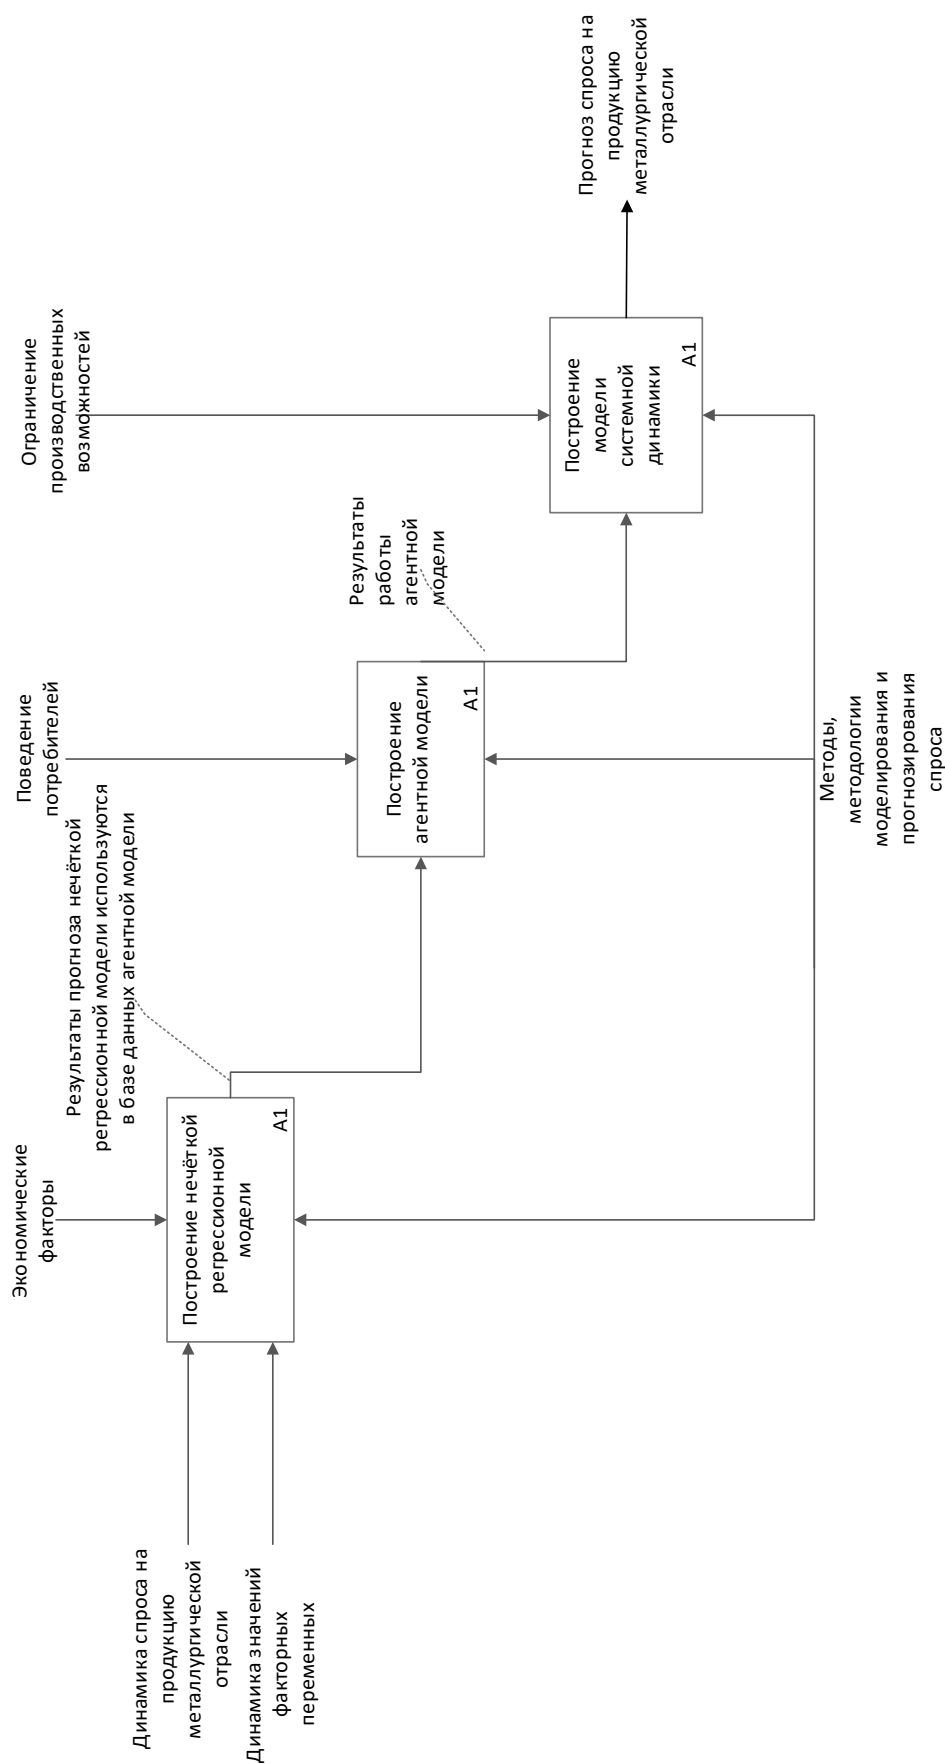 Экономические
факторы
Поведение
потребителей
Ограничение
производственных
возможностей
Результаты прогноза нечёткой
регрессионной модели используются
в базе данных агентной модели
Динамика спроса на
продукцию
металлургической
отрасли
Динамика значений
факторных
переменных
Построение нечёткой
регрессионной
модели
A1
Построение
агентной модели
A1
Результаты
работы
агентной
модели
Построение
модели
системной
динамики
A1
Прогноз спроса на
продукцию
металлургической
отрасли
Методы,
методологии
моделирования и
прогнозирования
спроса